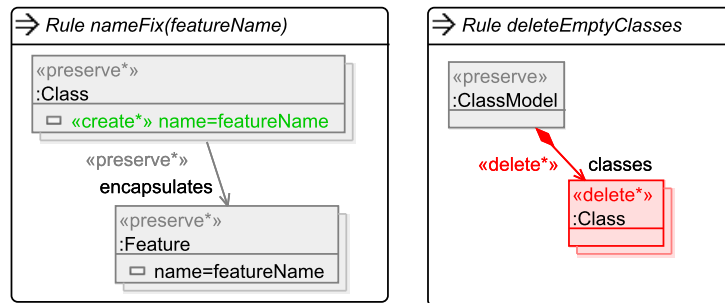 Rule nameFix(featureName)
«preserve*»
:Class
«create*» name=featureName
«preserve*»
encapsulates
«preserve*»
:Feature
name=featureName
Rule deleteEmptyClasses
«preserve»
:ClassModel
«delete*» classes
«delete*»
:Class